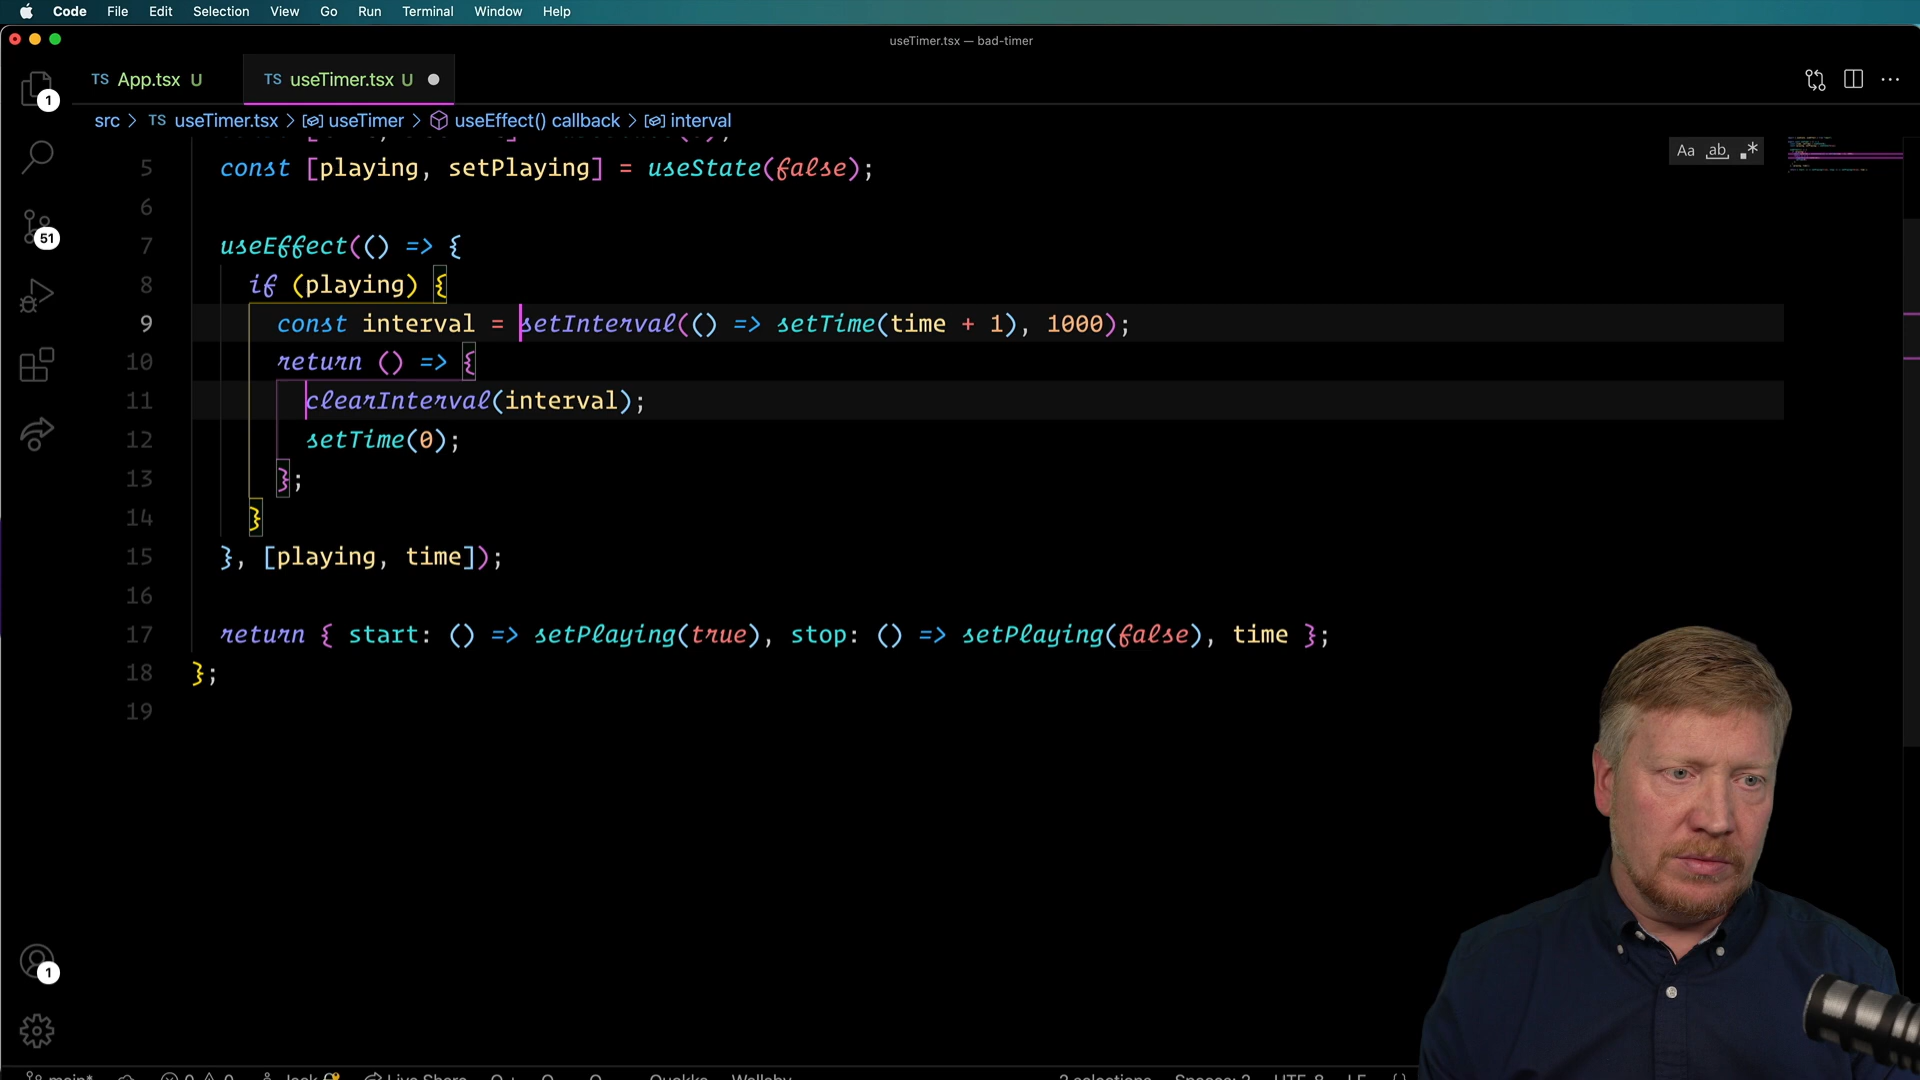 Code File Edit Selection View Go Run Terminal Window Help
useTimer.tsx — bad-timer
TS App.tsx U TS useTimer.tsx U
src > TS useTimer.tsx > useTimer > useEffect() callback > interval
Aa ab .*
1
51
1
5 const [playing, setPlaying] = useState(false);
6
7 useEffect(() => {
8 if (playing) {
9 const interval = setInterval(() => setTime(time + 1), 1000);
10 return () => {
11 clearInterval(interval);
12 setTime(0);
13 };
14 }
15 }, [playing, time]);
16
17 return { start: () => setPlaying(true), stop: () => setPlaying(false), time };
18 };
19